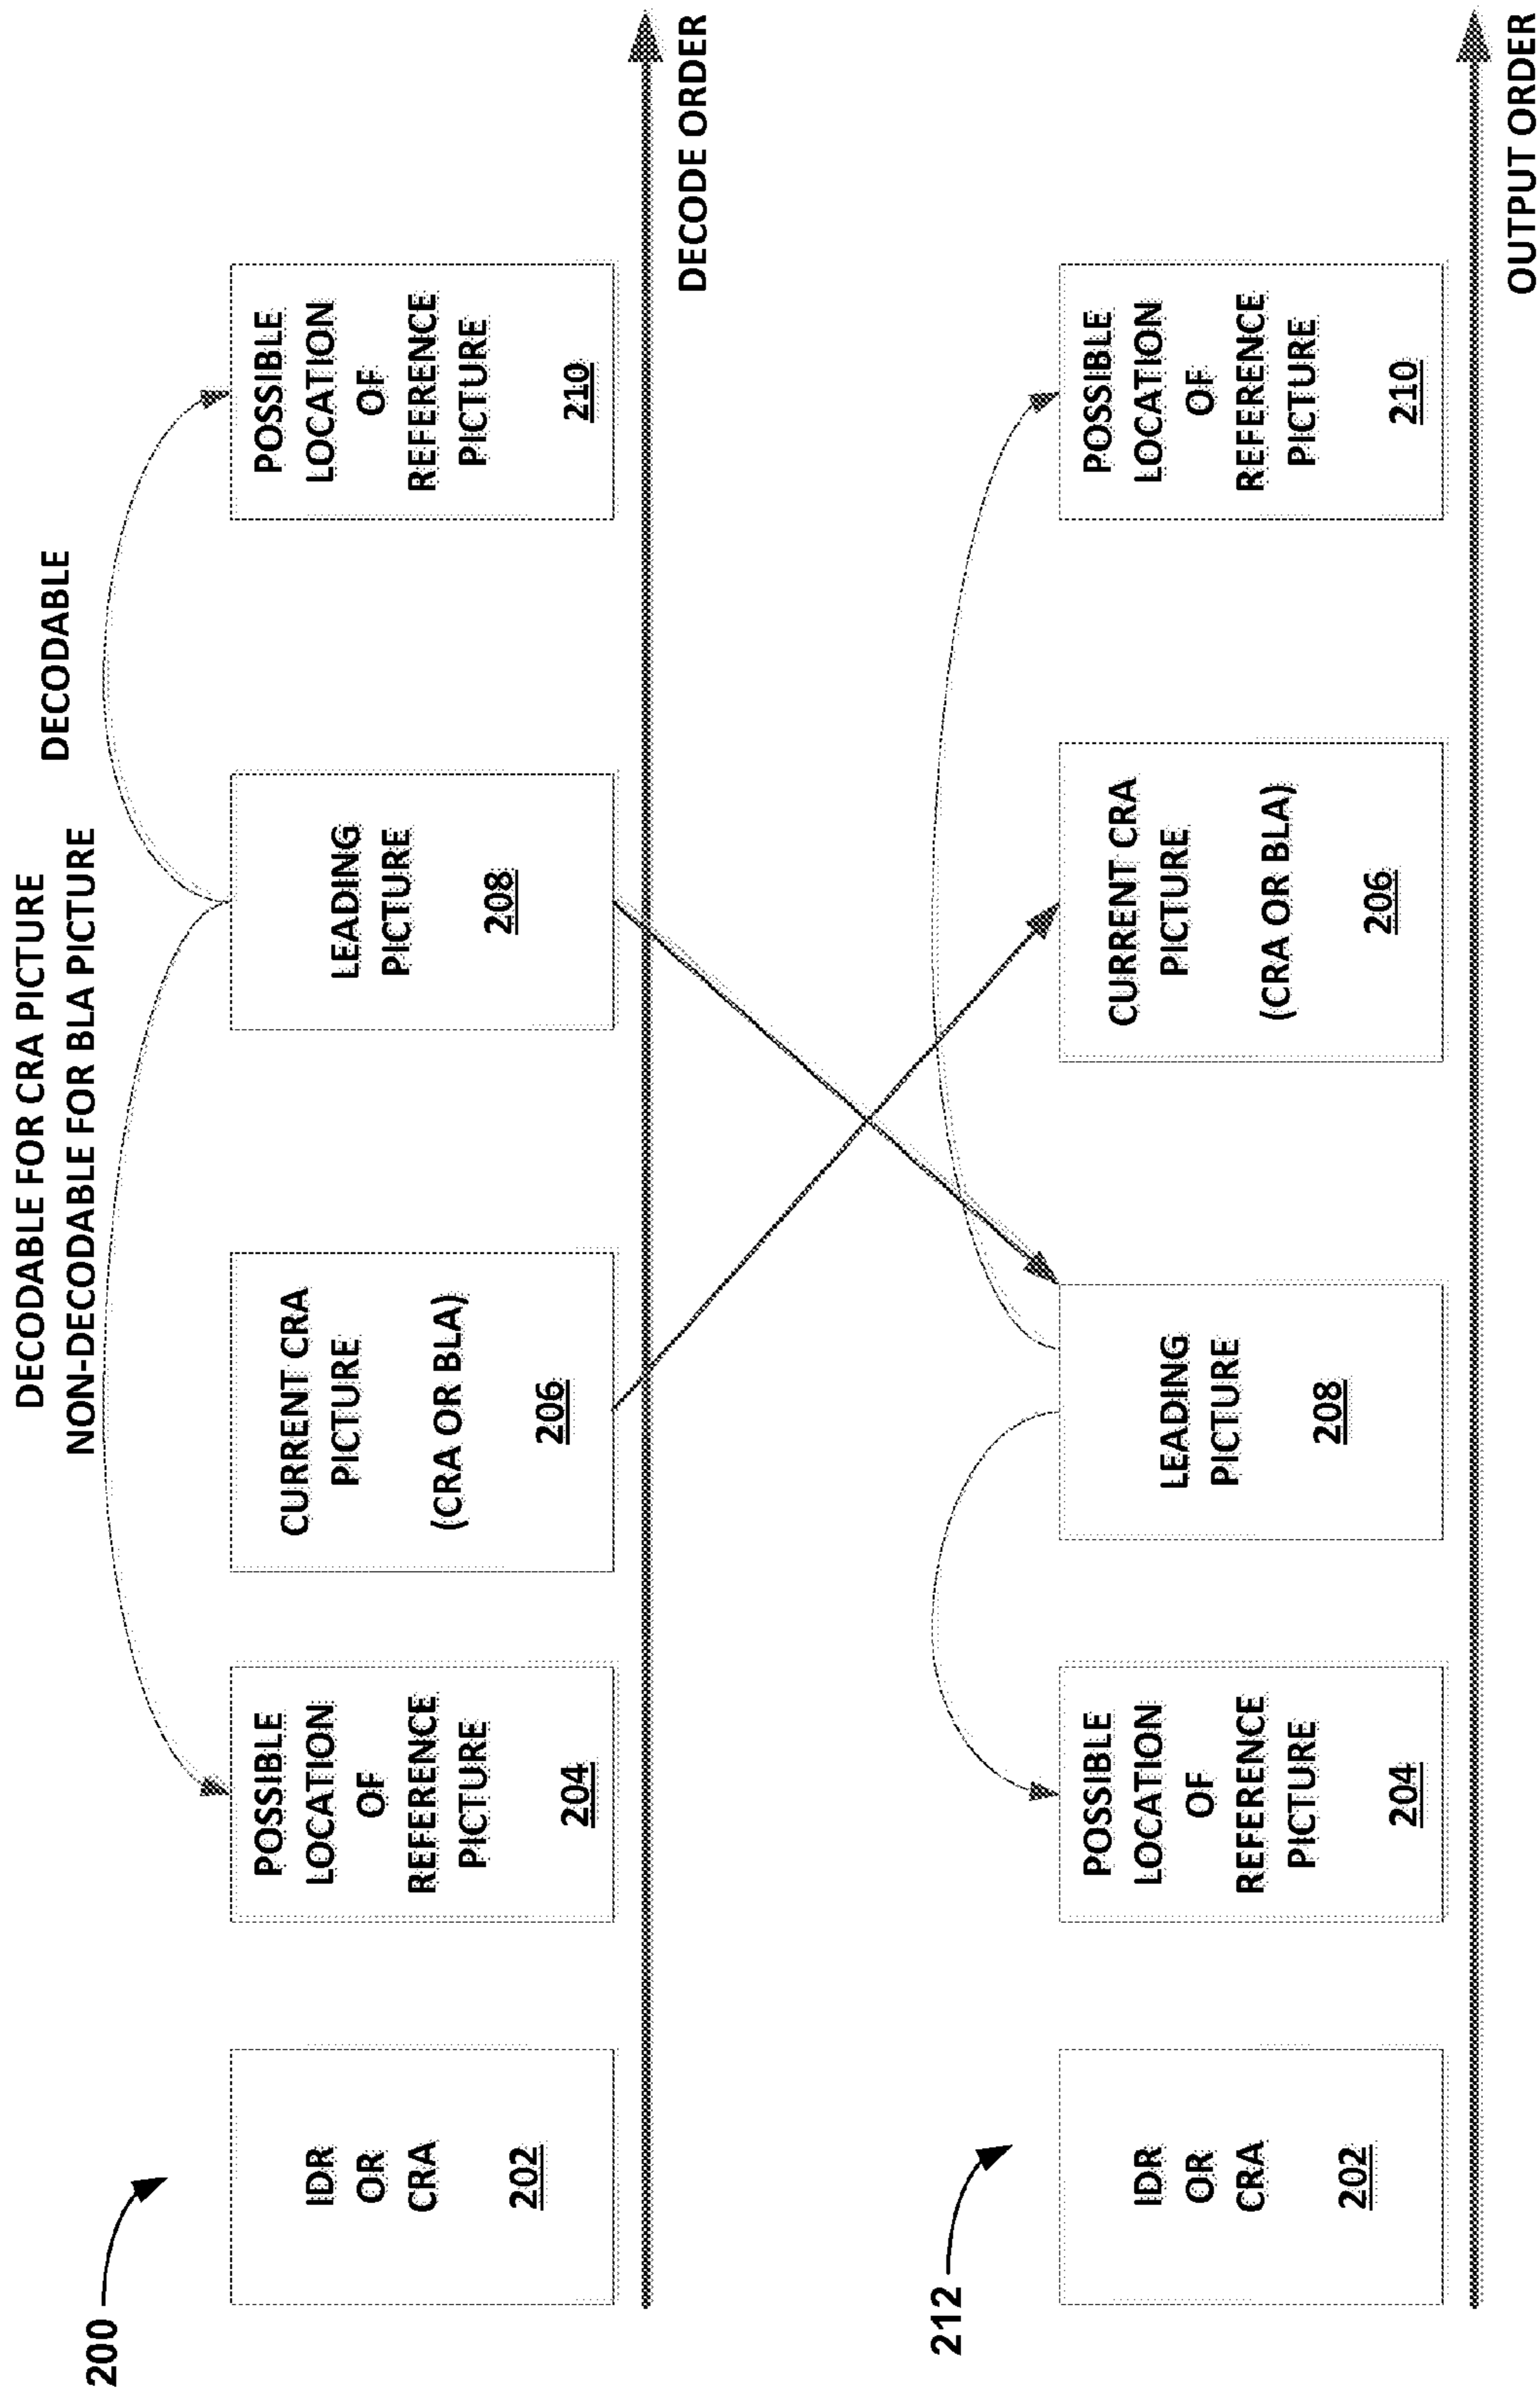 DECODABLE FOR CRA PICTURE
NON-DECODABLE FOR BLA PICTURE
DECODABLE
200
IDR
OR
CRA
202
POSSIBLE
LOCATION
OF
REFERENCE
PICTURE
204
CURRENT CRA
PICTURE
(CRA OR BLA)
206
LEADING
PICTURE
208
POSSIBLE
LOCATION
OF
REFERENCE
PICTURE
210
DECODE ORDER
212
IDR
OR
CRA
202
POSSIBLE
LOCATION
OF
REFERENCE
PICTURE
204
LEADING
PICTURE
208
CURRENT CRA
PICTURE
(CRA OR BLA)
206
POSSIBLE
LOCATION
OF
REFERENCE
PICTURE
210
OUTPUT ORDER